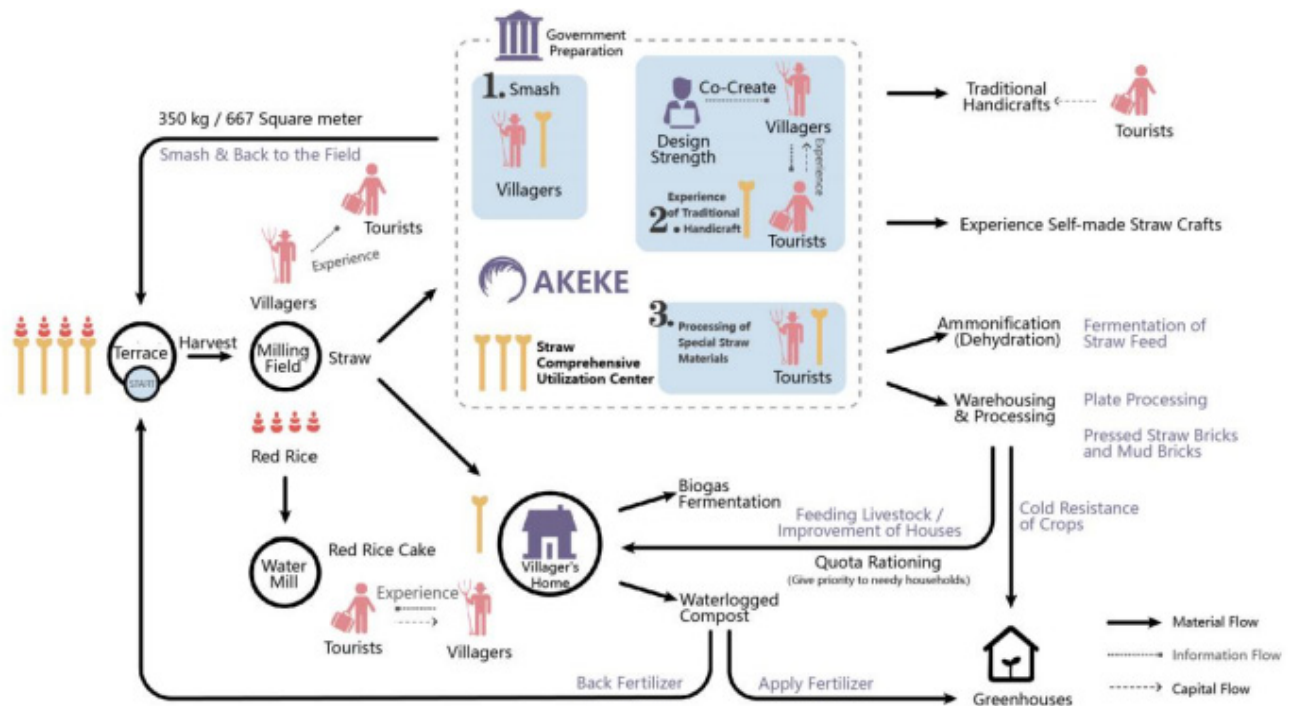 Government
Preparation
1. Smash
Villagers
Co-Create
Design
Strength
Villagers
Experience
2. Experience
of Traditional
Handicraft
Tourists
Traditional
Handicrafts
Tourists
350 kg / 667 Square meter
Smash & Back to the Field
Tourists
Experience
Villagers
Experience Self-made Straw Crafts
AKEKE
Straw
Comprehensive
Utilization Center
3. Processing of
Special Straw
Materials
Tourists
Ammonification
(Dehydration)
Fermentation of
Straw Feed
Warehousing
& Processing
Plate Processing
Pressed Straw Bricks
and Mud Bricks
Terrace
START
Harvest
Milling
Field
Straw
Red Rice
Water
Mill
Red Rice Cake
Experience
Tourists
Villagers
Villager's
Home
Biogas
Fermentation
Feeding Livestock /
Improvement of Houses
Quota Rationing
(Give priority to needy households)
Cold Resistance
of Crops
Waterlogged
Compost
Back Fertilizer
Apply Fertilizer
Greenhouses
Material Flow
Information Flow
Capital Flow